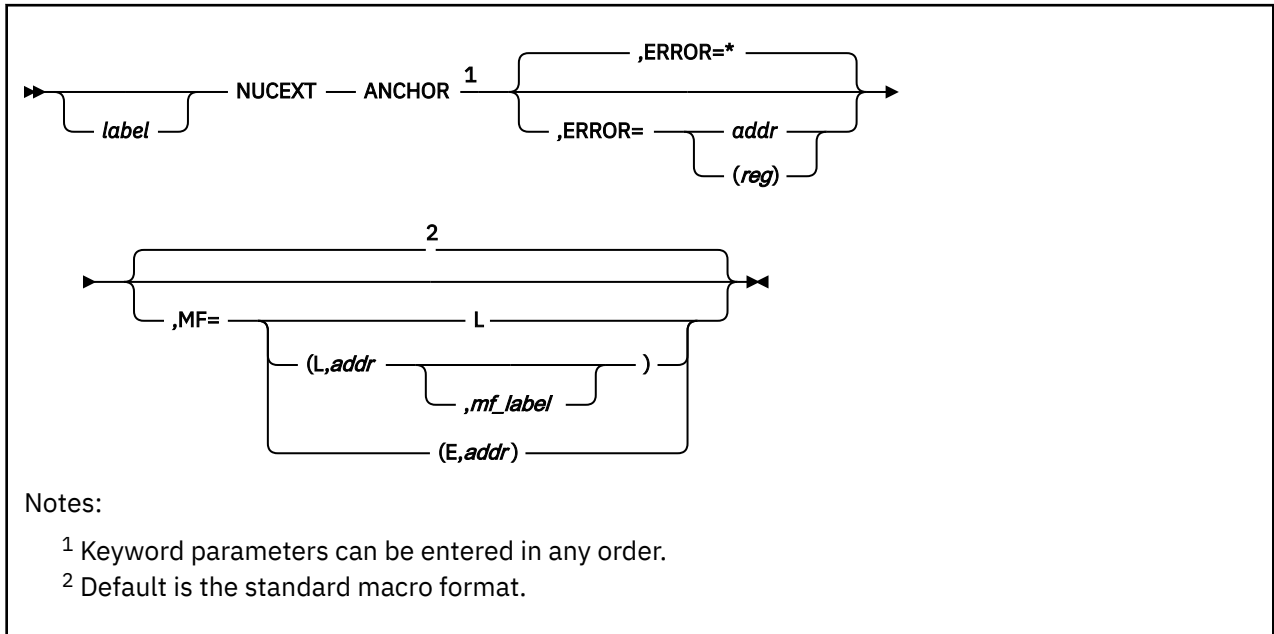 ,ERROR=*
label NUCEXT ANCHOR 1
,ERROR= addr
(reg)
2
,MF= L
(L,addr )
,mf_label
(E,addr)
Notes:
1 Keyword parameters can be entered in any order.
2 Default is the standard macro format.